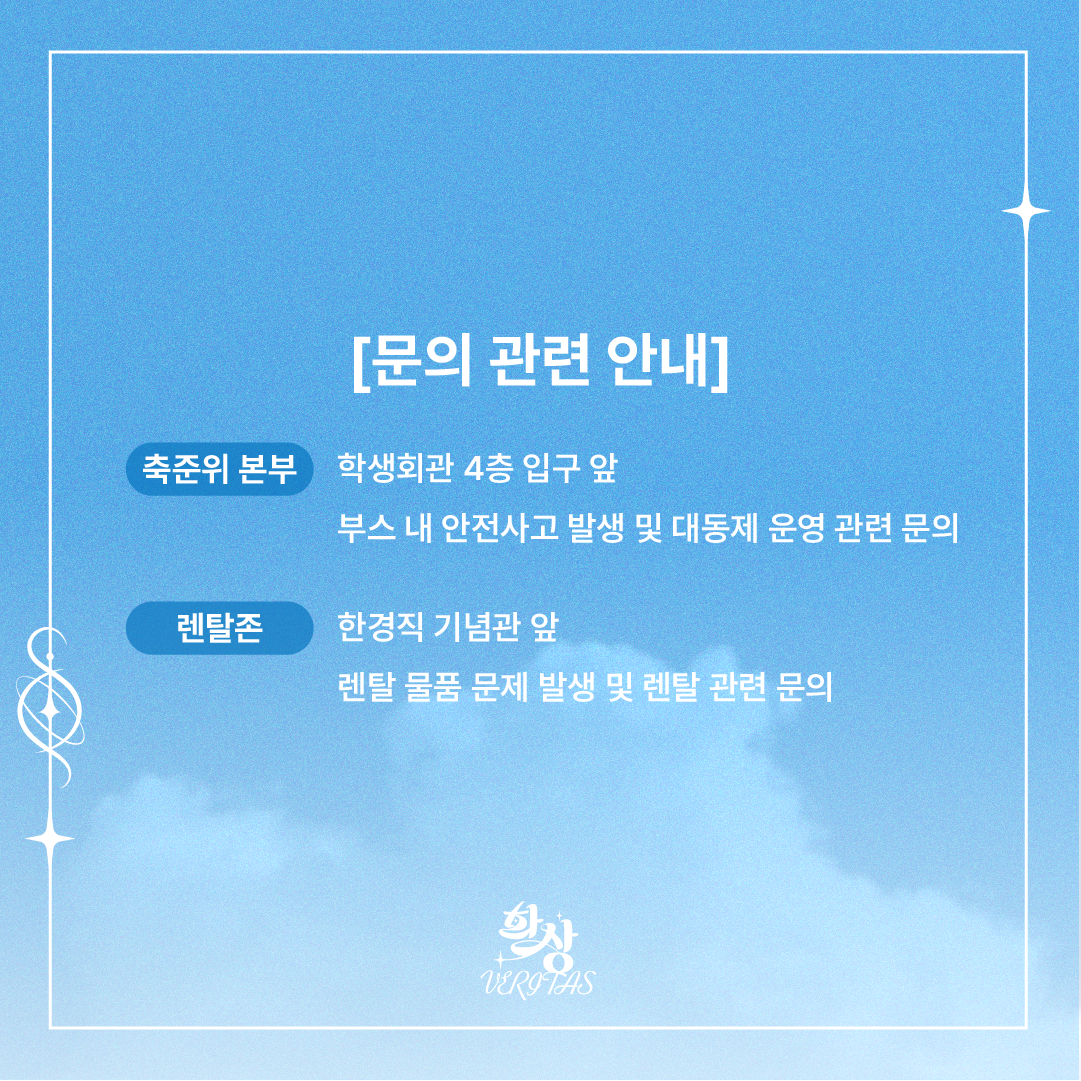 [문의 관련 안내]
축준위 본부 학생회관 4층 입구 앞
부스 내 안전사고 발생 및 대동제 운영 관련 문의
렌탈존 한경직 기념관 앞
렌탈 물품 문제 발생 및 렌탈 관련 문의
환상
VERITAS